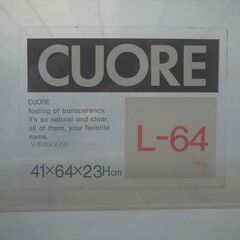 CUORE
CUORE
feeling of transparency.
it's so natural and clear.
all of them, your favorite
items.
L-64
41×64×23Hcm